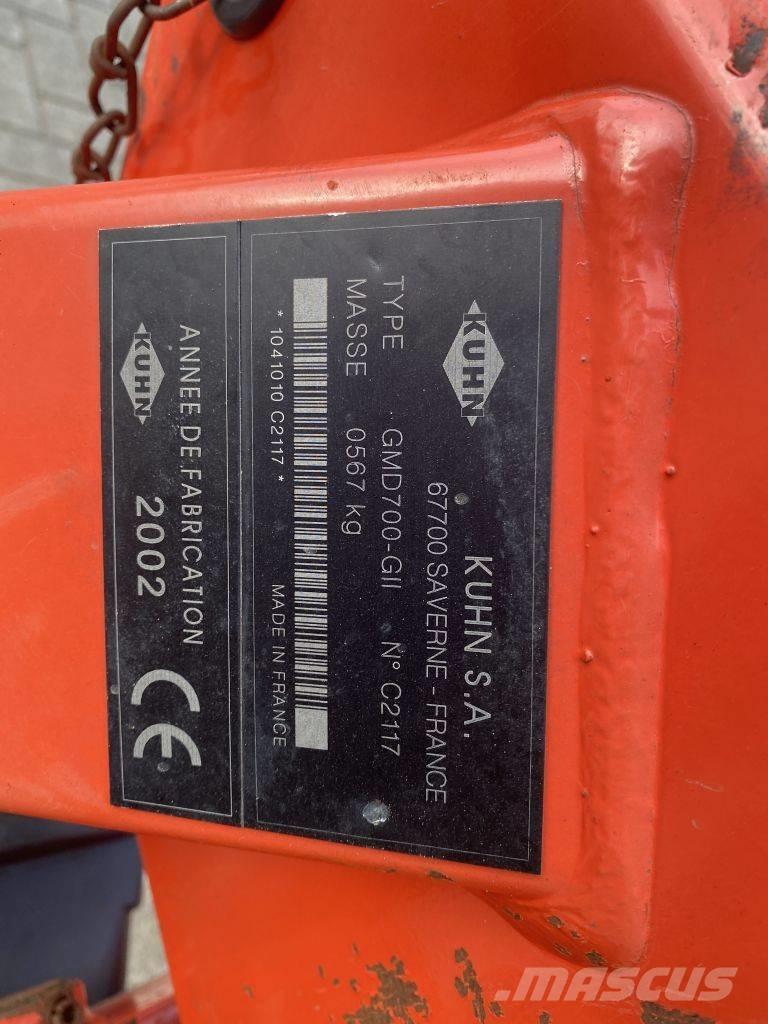 KUHN
KUHN S.A.
67700 SAVERNE - FRANCE
TYPE GMD700-GII N° C2117
MASSE 0567 kg
* 1041010 C2117 * MADE IN FRANCE
KUHN
ANNEE DE FABRICATION
2002
CE
MASCUS